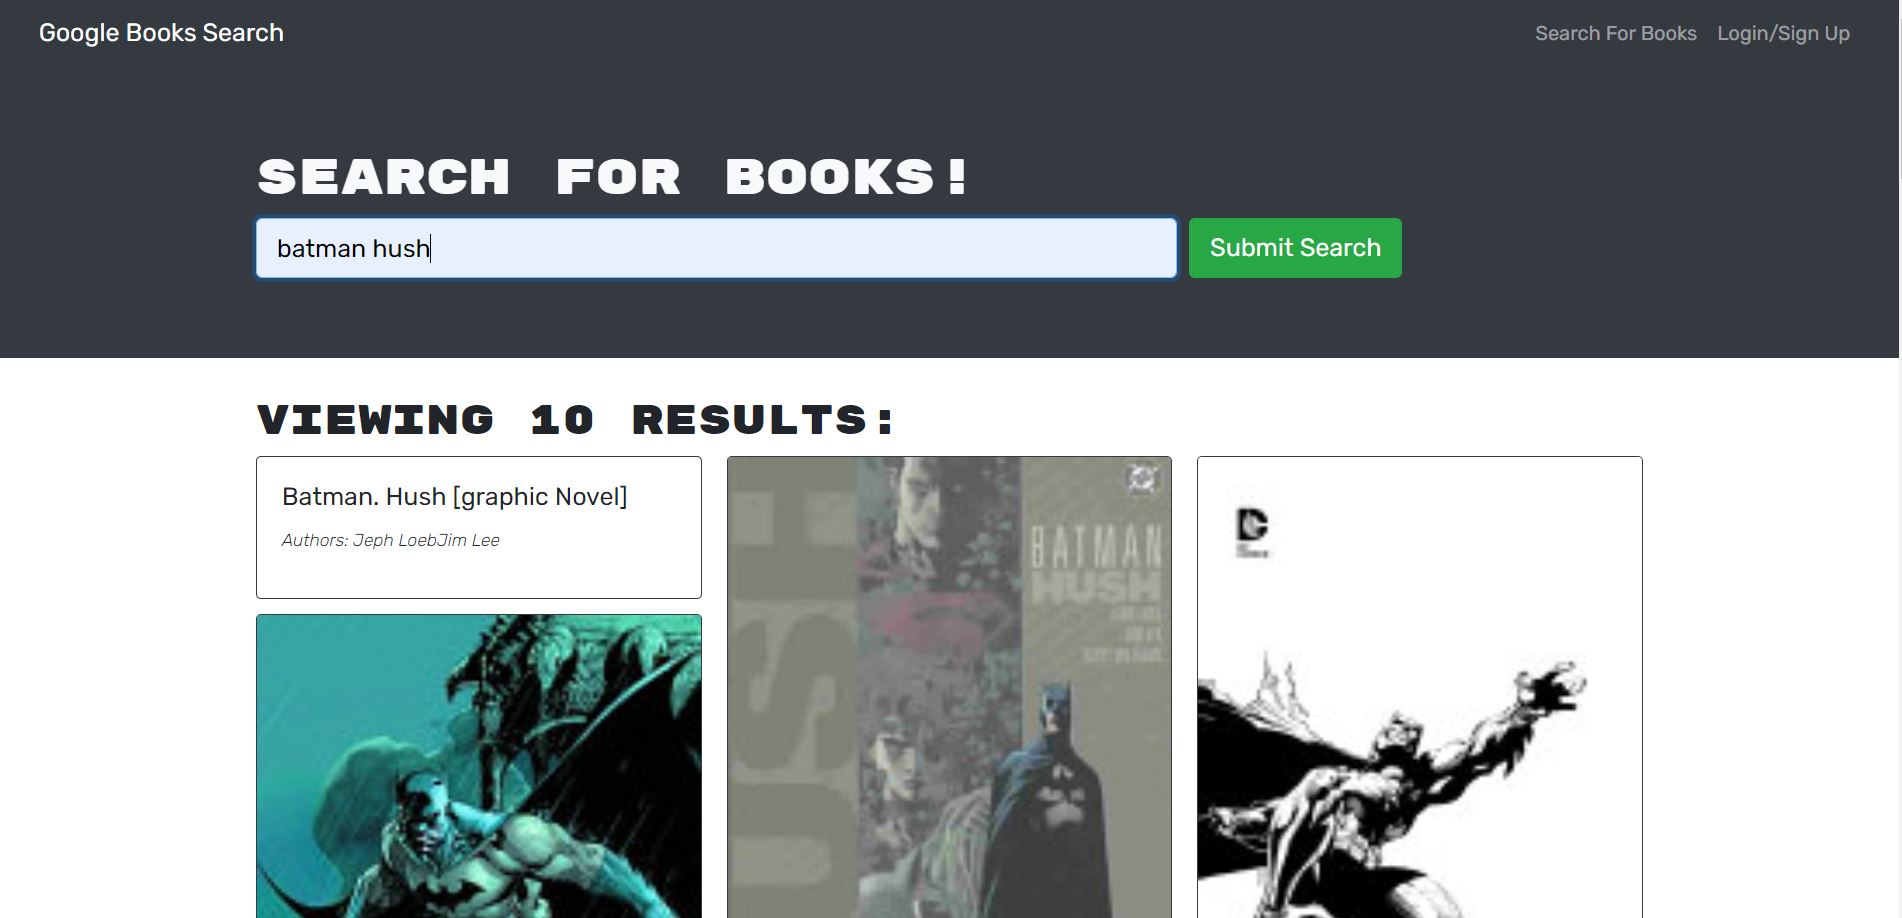 Google Books Search
Search For Books Login/Sign Up
SEARCH FOR BOOKS!
batman hush
Submit Search
VIEWING 10 RESULTS:
Batman. Hush [graphic Novel]
Authors: Jeph LoebJim Lee
BATMAN
HUSH